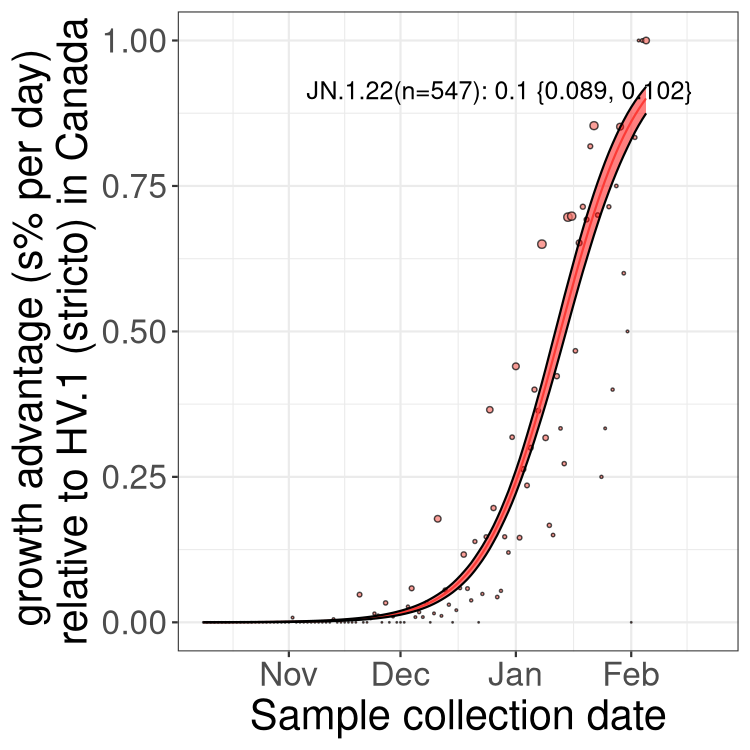 growth advantage (s% per day)
relative to HV.1 (stricto) in Canada
1.00
0.75
0.50
0.25
0.00
JN.1.22(n=547): 0.1 {0.089, 0.102}
Nov Dec Jan Feb
Sample collection date